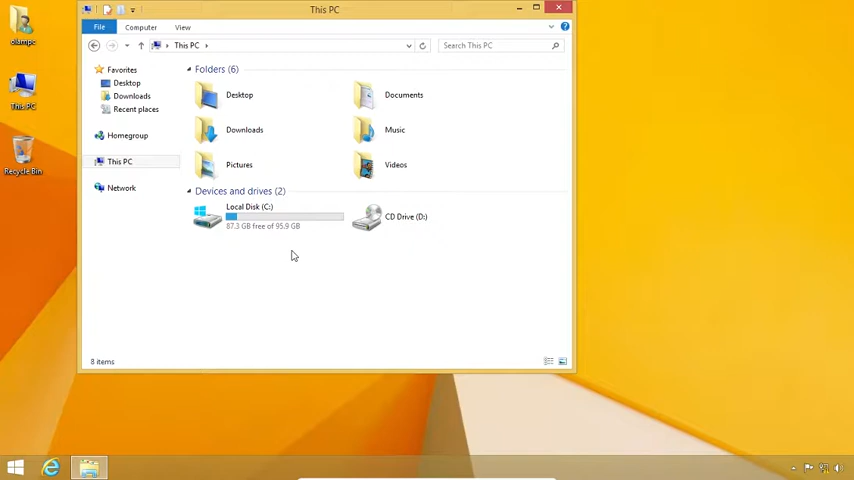 This PC
File
Computer
View
This PC
Search This PC
olampc
This PC
Recycle Bin
Favorites
Desktop
Downloads
Recent places
Homegroup
This PC
Network
Folders (6)
Desktop
Documents
Downloads
Music
Pictures
Videos
Devices and drives (2)
Local Disk (C:)
87.3 GB free of 95.9 GB
CD Drive (D:)
8 items